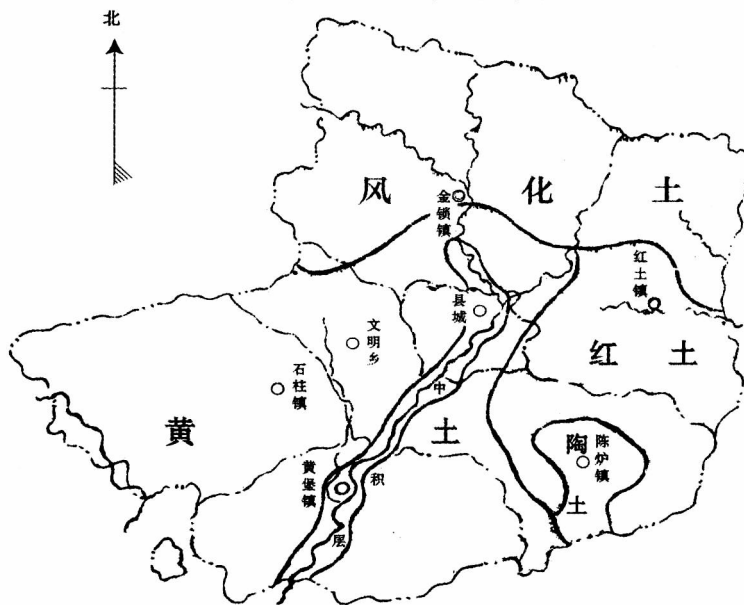 北
风 化 土
金锁镇
红土镇
县城
文明乡
红 土
石柱镇
中
黄 土
陶
陈炉镇
黄堡镇
积
土
层